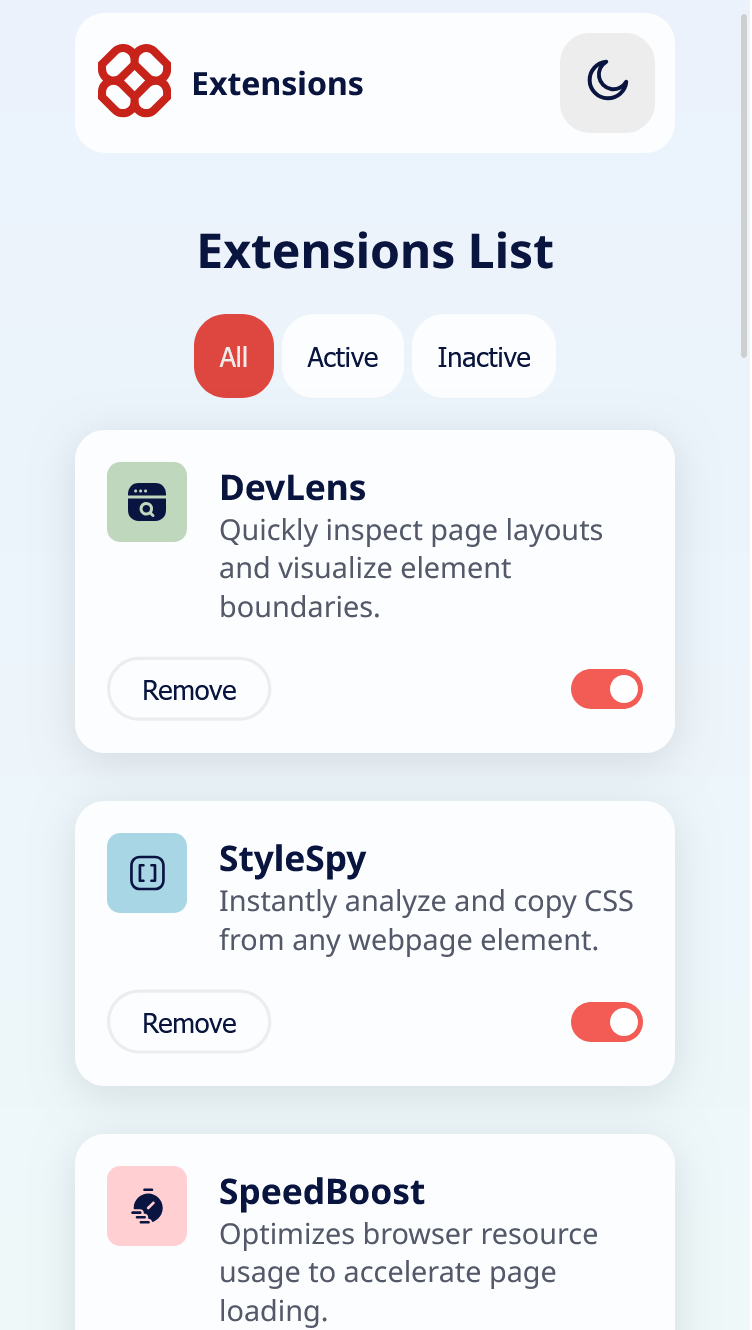 Extensions
Extensions List
All
Active
Inactive
DevLens
Quickly inspect page layouts
and visualize element
boundaries.
Remove
StyleSpy
Instantly analyze and copy CSS
from any webpage element.
Remove
SpeedBoost
Optimizes browser resource
usage to accelerate page
loading.